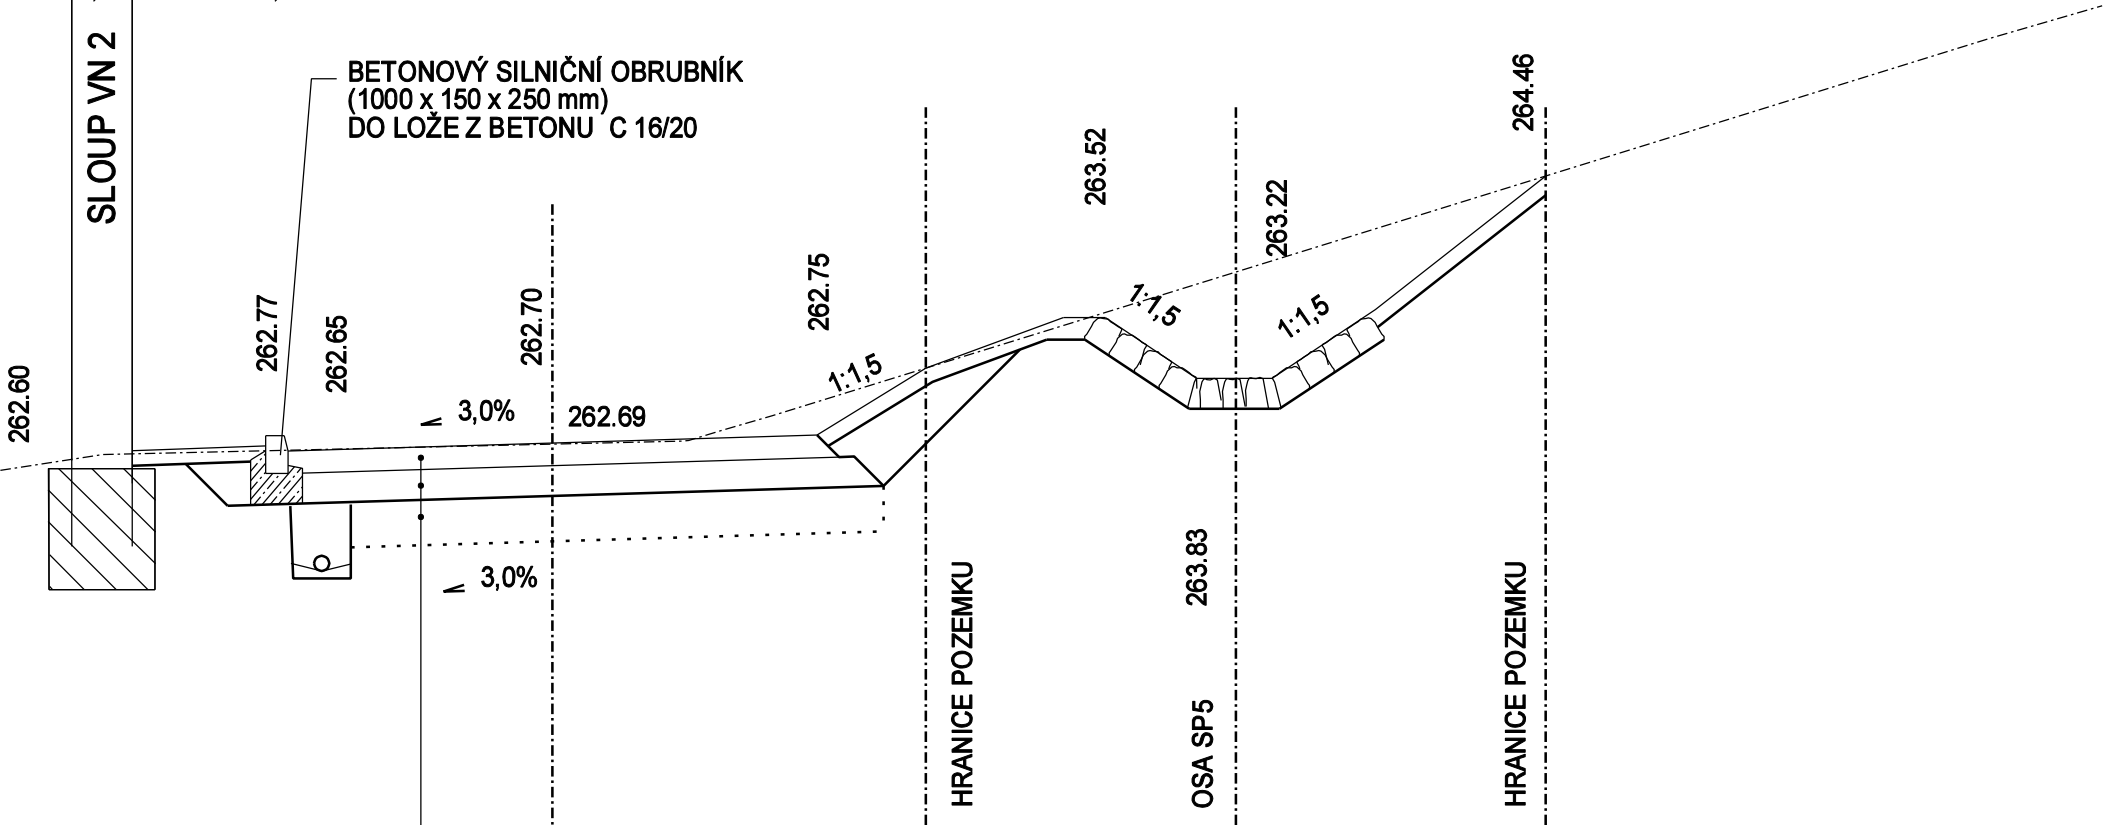 SLOUP VN 2
BETONOVÝ SILNIČNÍ OBRUBNÍK
(1000 x 150 x 250 mm)
DO LOŽE Z BETONU C 16/20
262.60
262.77
262.65
262.70
262.75
263.52
263.22
264.46
3,0%
262.69
1:1,5
1:1,5
1:1,5
3,0%
HRANICE POZEMKU
263.83
OSA SP5
HRANICE POZEMKU